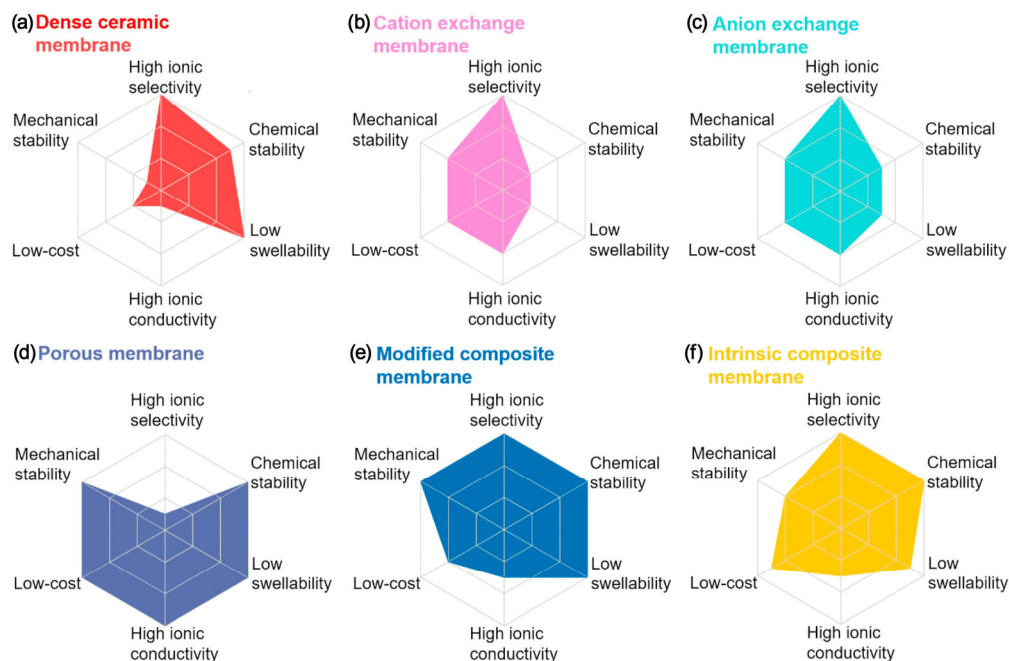 (a) Dense ceramic
membrane
High ionic
selectivity
Mechanical
stability
Chemical
stability
Low-cost
Low
swellability
High ionic
conductivity
(b) Cation exchange
membrane
High ionic
selectivity
Mechanical
stability
Chemical
stability
Low-cost
Low
swellability
High ionic
conductivity
(c) Anion exchange
membrane
High ionic
selectivity
Mechanical
stability
Chemical
stability
Low-cost
Low
swellability
High ionic
conductivity
(d) Porous membrane
High ionic
selectivity
Mechanical
stability
Chemical
stability
Low-cost
Low
swellability
High ionic
conductivity
(e) Modified composite
membrane
High ionic
selectivity
Mechanical
stability
Chemical
stability
Low-cost
Low
swellability
High ionic
conductivity
(f) Intrinsic composite
membrane
High ionic
selectivity
Mechanical
stability
Chemical
stability
Low-cost
Low
swellability
High ionic
conductivity